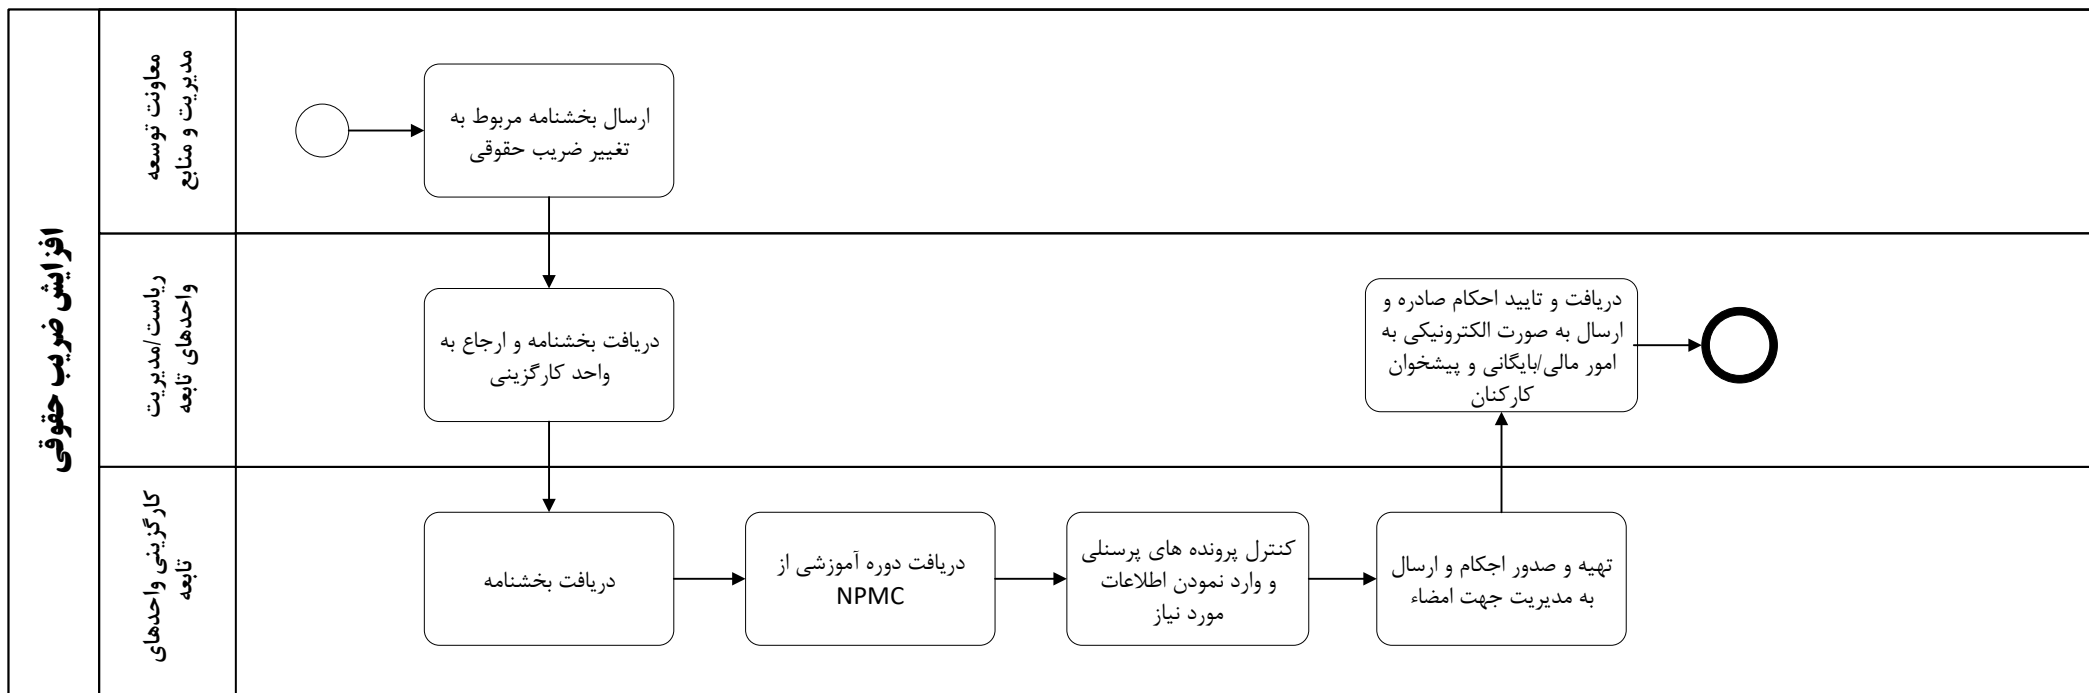 افزایش ضریب حقوقی
معاونت توسعه
مدیریت و منابع
ارسال بخشنامه مربوط به
تغییر ضریب حقوقی
ریاست/مدیریت
واحدهای تابعه
دریافت بخشنامه و ارجاع به
واحد کارگزینی
دریافت و تایید احکام صادره و
ارسال به صورت الکترونیکی به
امور مالی/بایگانی و پیشخوان
کارکنان
کارگزینی واحدهای
تابعه
دریافت بخشنامه
دریافت دوره آموزشی از
NPMC
کنترل پرونده های پرسنلی
و وارد نمودن اطلاعات
مورد نیاز
تهیه و صدور اجکام و ارسال
به مدیریت جهت امضاء